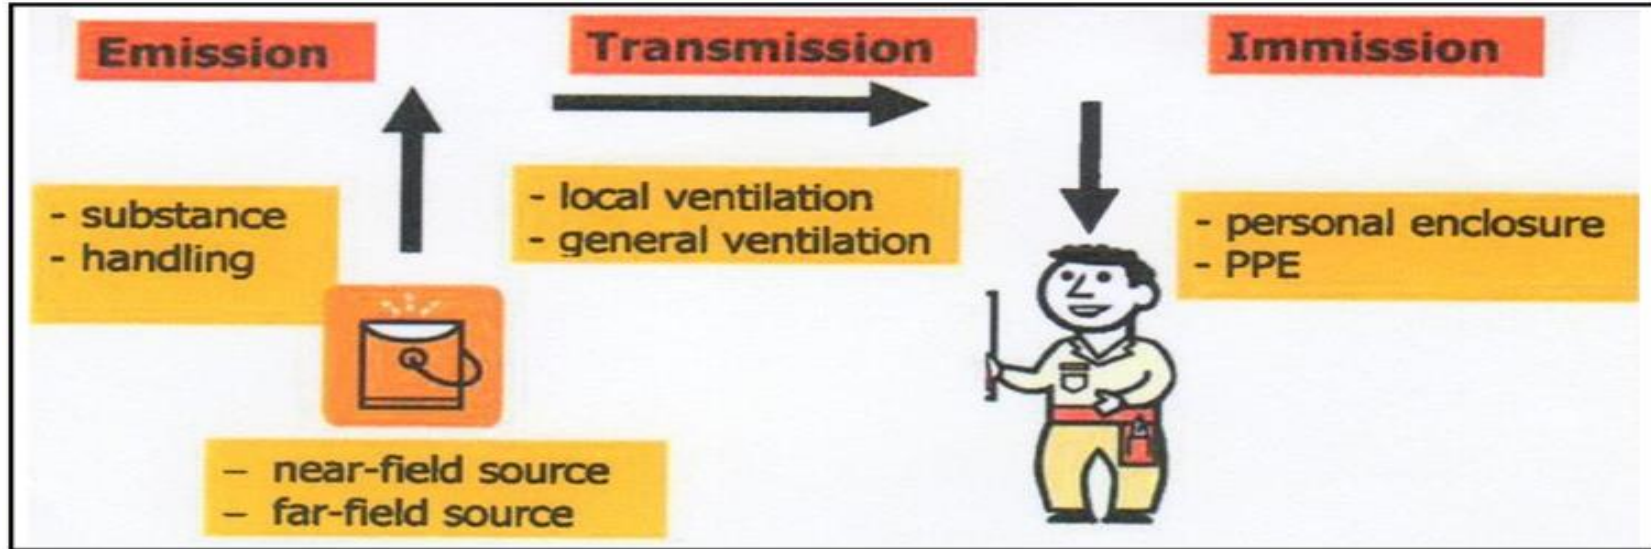 Emission
Transmission
Immission
- substance
- handling
- local ventilation
- general ventilation
- personal enclosure
- PPE
– near-field source
– far-field source